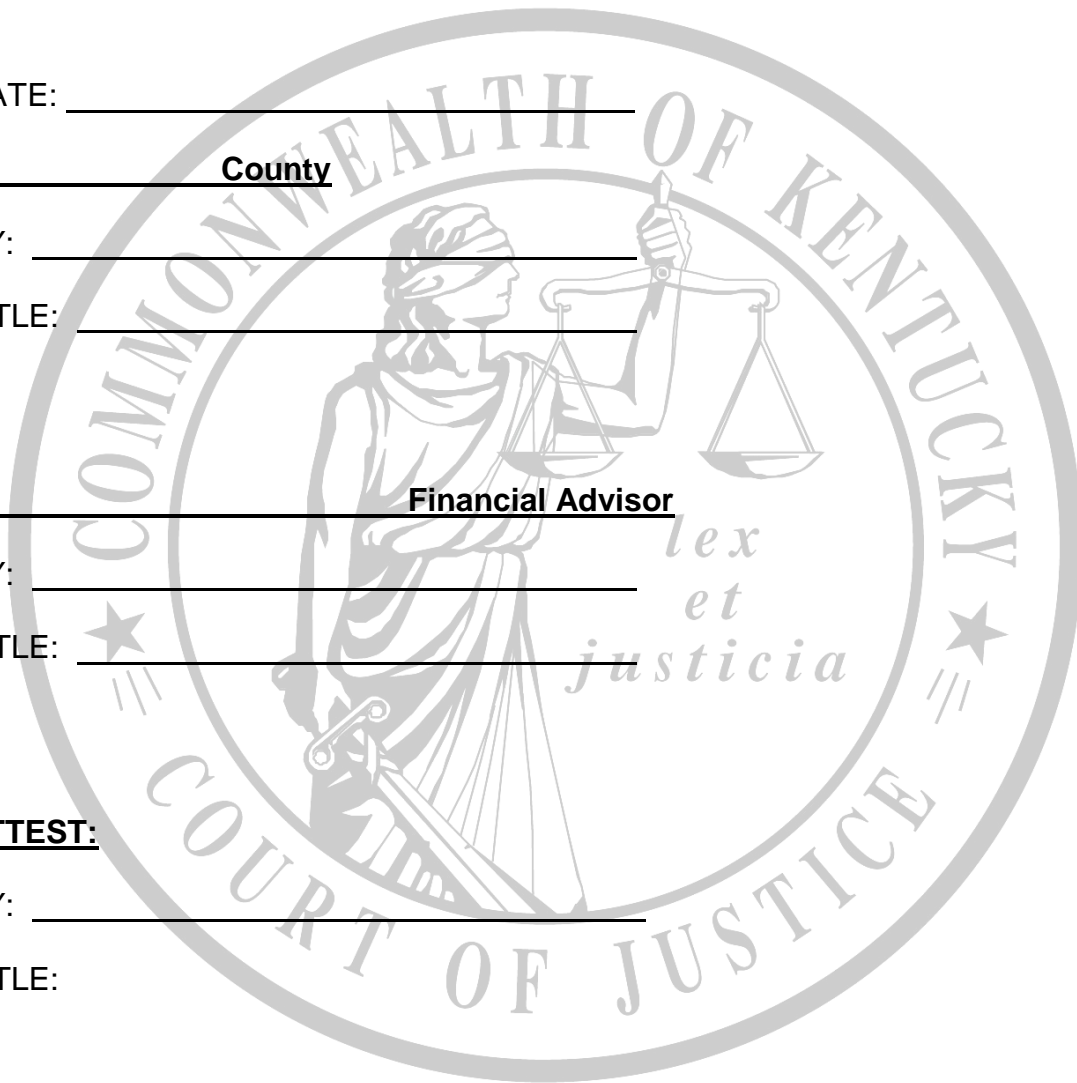 ATE:
County
Y:
TLE:
Financial Advisor
Y:
TLE:
TTEST:
Y:
TLE:
COMMONWEALTH OF KENTUCKY
lex
et
justicia
COURT OF JUSTICE